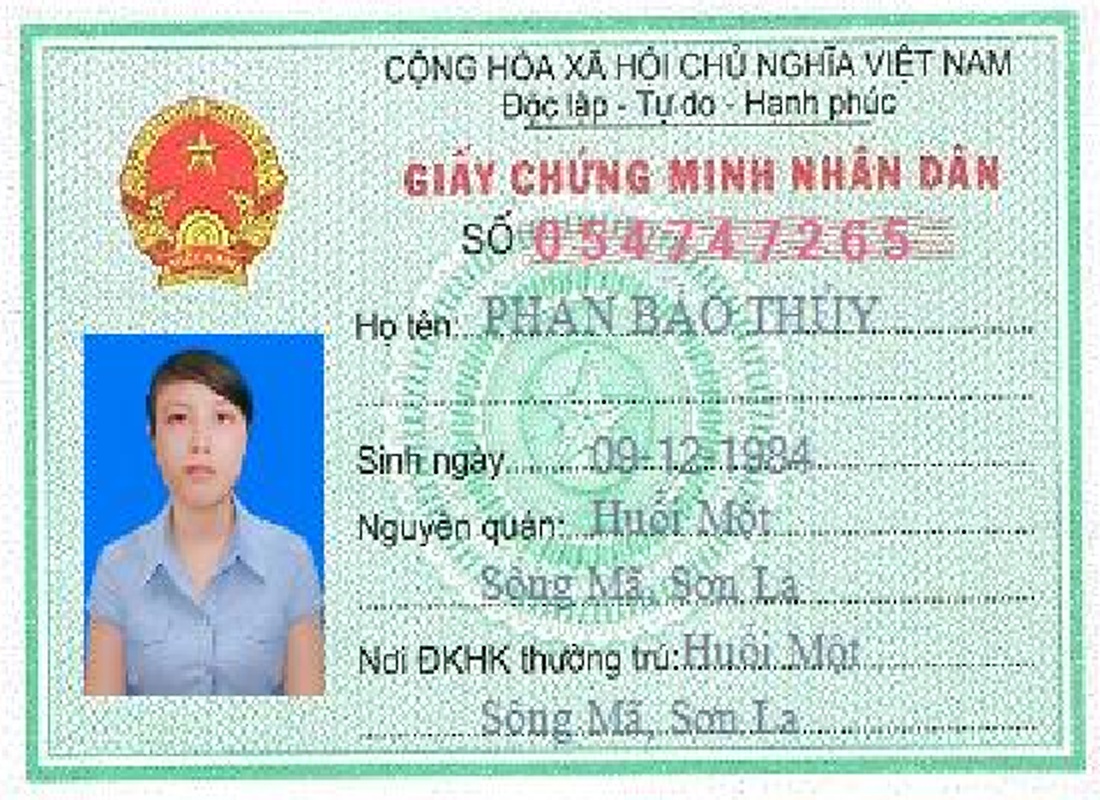 CỘNG HÒA XÃ HỘI CHỦ NGHĨA VIỆT NAM
Độc lập - Tự do - Hạnh phúc
GIẤY CHỨNG MINH NHÂN DÂN
SỐ 054747265
Họ tên: PHAN BẢO THÚY
Sinh ngày 09-12-1984
Nguyên quán: Huổi Một
Sông Mã, Sơn La
Nơi ĐKHK thường trú: Huổi Một
Sông Mã, Sơn La